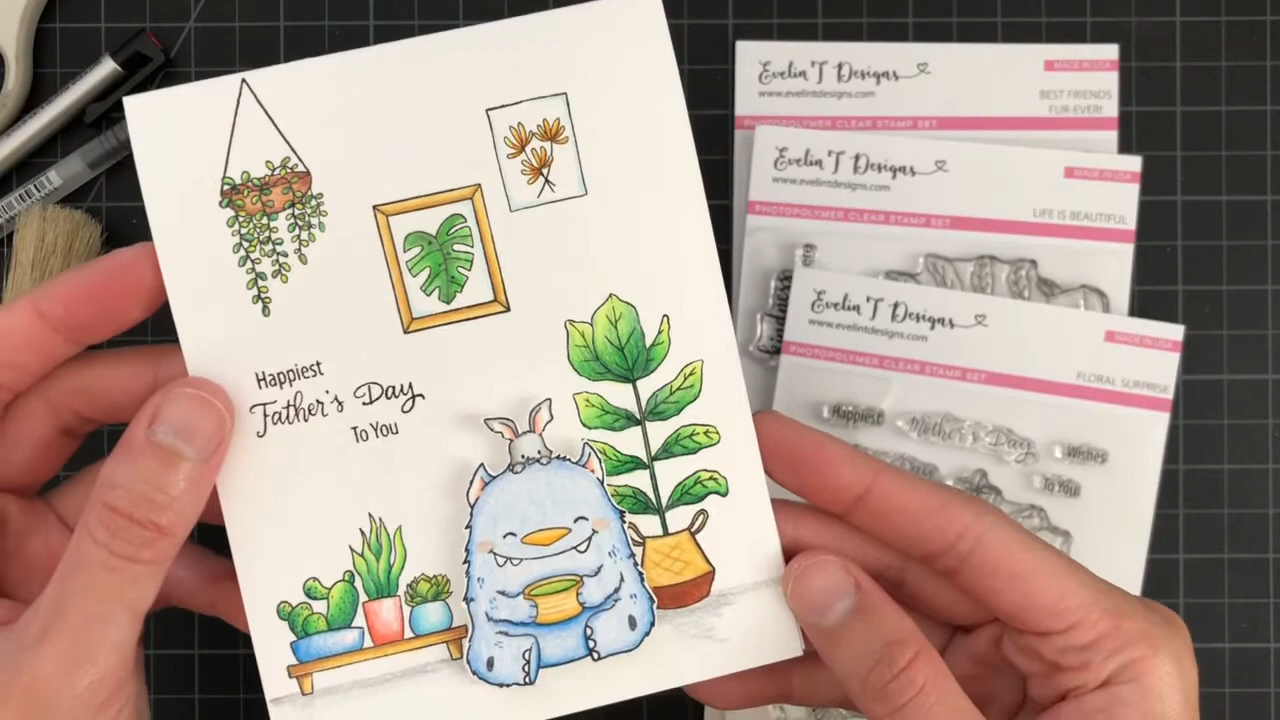 Happiest
Father's Day
To You
Evelin T Designs
www.evelintdesigns.com
MADE IN USA
BEST FRIENDS
FUR-EVER!
PHOTOPOLYMER CLEAR STAMP SET
Evelin T Designs
www.evelintdesigns.com
MADE IN USA
PHOTOPOLYMER CLEAR STAMP SET
LIFE IS BEAUTIFUL
kindness
Evelin T Designs
www.evelintdesigns.com
MADE IN USA
PHOTOPOLYMER CLEAR STAMP SET
FLORAL SURPRISE
Happiest
Mother's Day
Wishes
To You